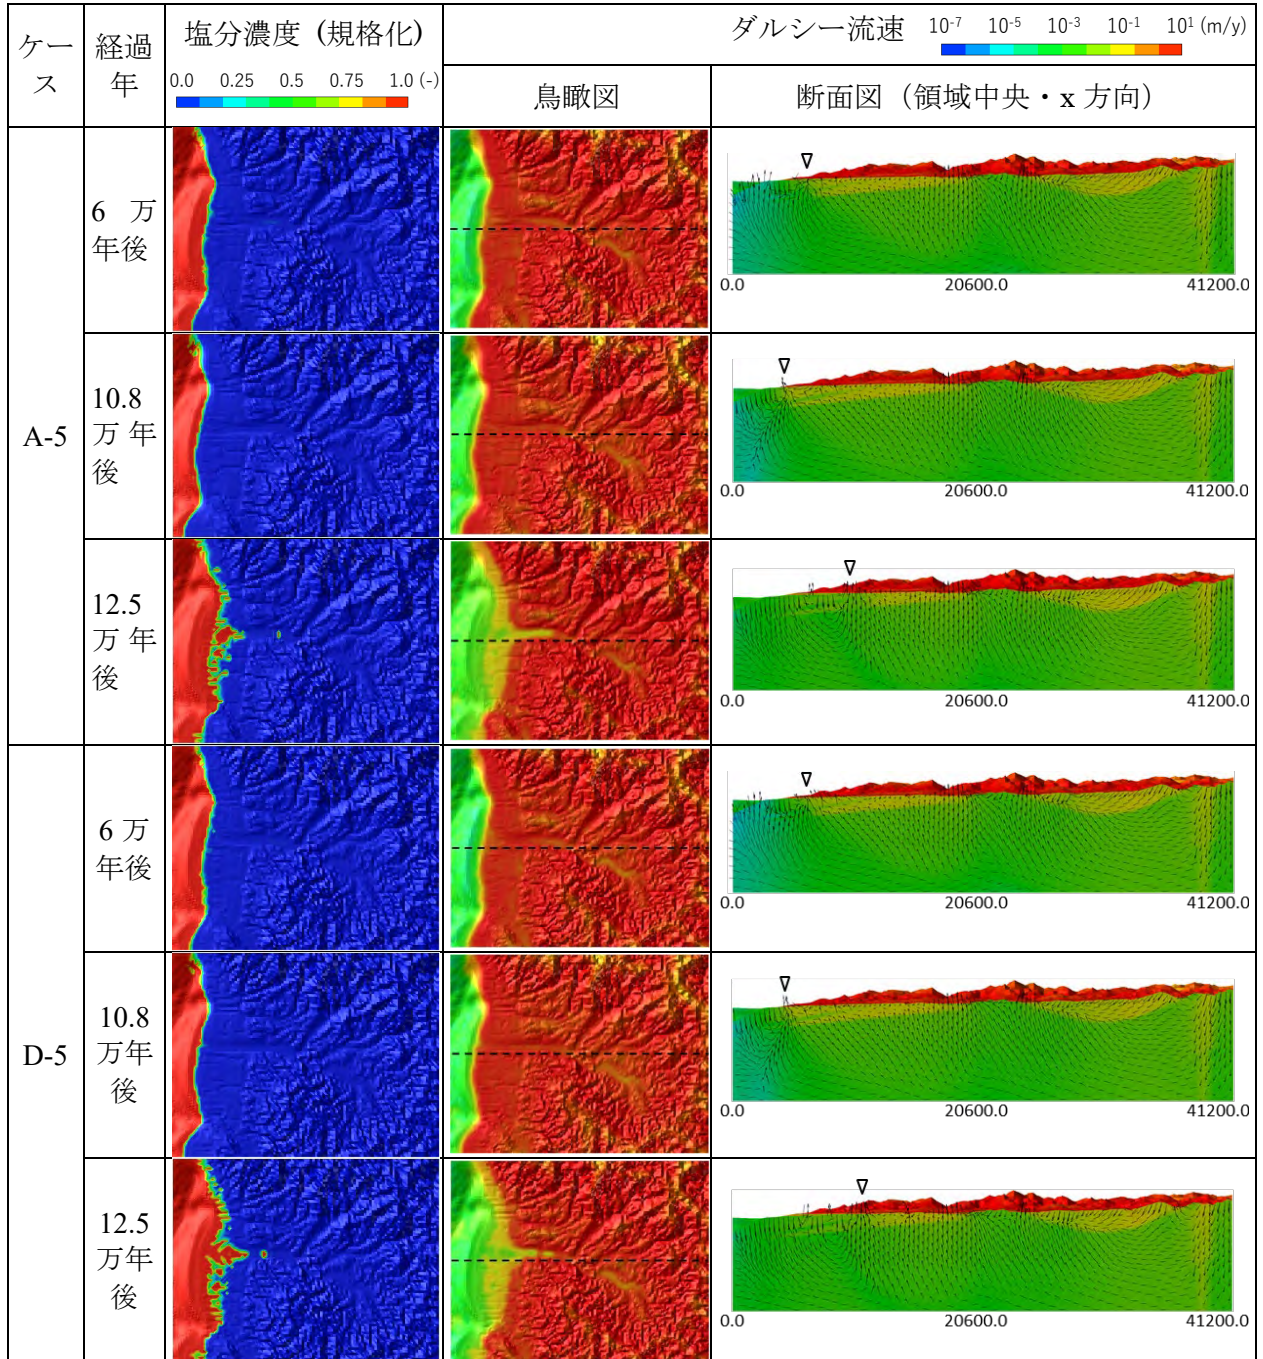 ケー
ス
経過
年
塩分濃度 (規格化)
0.0 0.25 0.5 0.75 1.0 (-)
ダルシー流速
10-7 10-5 10-3 10-1 101 (m/y)
鳥瞰図
断面図（領域中央・x 方向）
A-5
6 万
年後
0.0 20600.0 41200.0
10.8
万 年
後
0.0 20600.0 41200.0
12.5
万 年
後
0.0 20600.0 41200.0
D-5
6 万
年後
0.0 20600.0 41200.0
10.8
万年
後
0.0 20600.0 41200.0
12.5
万年
後
0.0 20600.0 41200.0